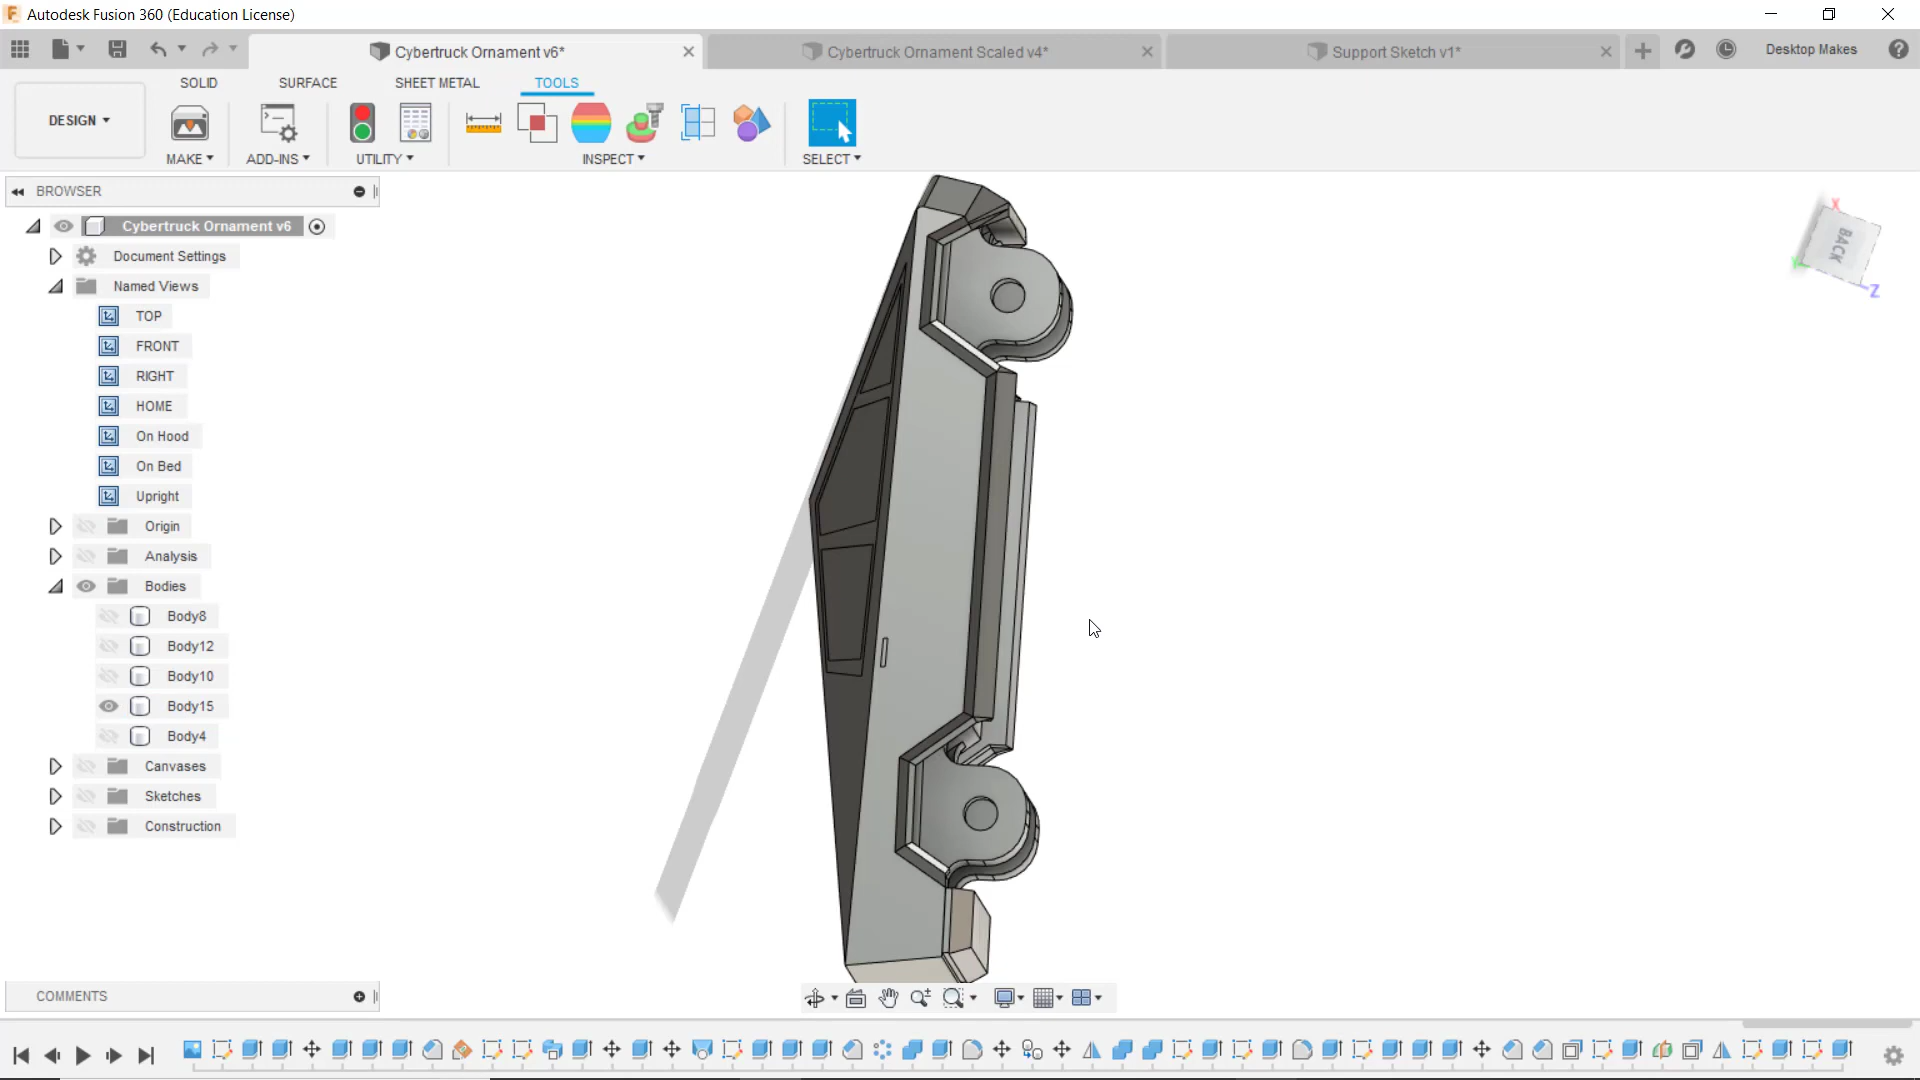 Autodesk Fusion 360 (Education License)
Cybertruck Ornament v6*
Cybertruck Ornament Scaled v4*
Support Sketch v1*
Desktop Makes
SOLID
SURFACE
SHEET METAL
TOOLS
DESIGN
MAKE
ADD-INS
UTILITY
INSPECT
SELECT
BROWSER
Cybertruck Ornament v6
Document Settings
Named Views
TOP
FRONT
RIGHT
HOME
On Hood
On Bed
Upright
Origin
Analysis
Bodies
Body8
Body12
Body10
Body15
Body4
Canvases
Sketches
Construction
X
BACK
Y
Z
COMMENTS